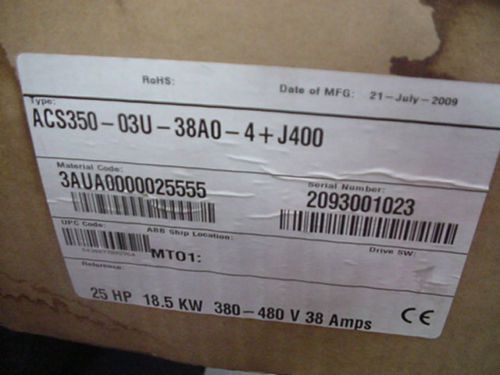 RoHS: Date of MFG: 21-July-2009
Type:
ACS350-03U-38A0-4+J400
Material Code: Serial Number:
3AUA0000025555 2093001023
UPC Code: ABB Ship Location: Drive SW:
MT01:
Reference:
25 HP 18.5 KW 380-480 V 38 Amps CE